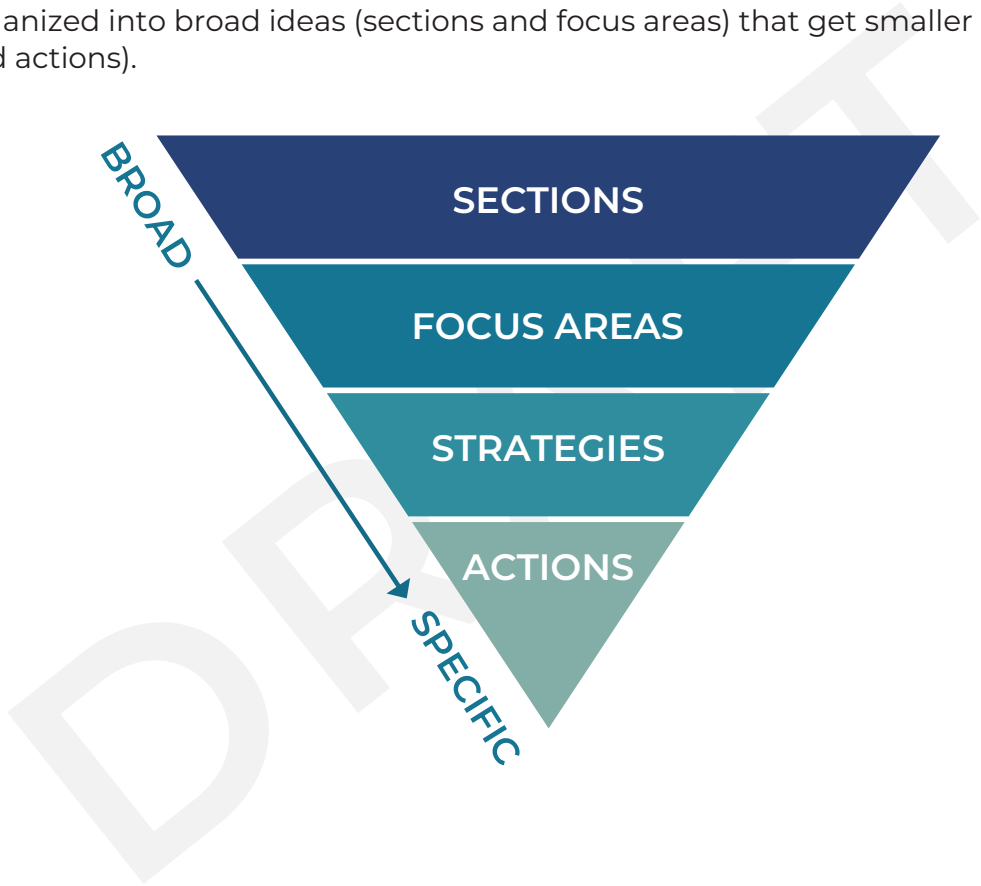 anized into broad ideas (sections and focus areas) that get smaller
d actions).
BROAD
SECTIONS
FOCUS AREAS
STRATEGIES
ACTIONS
SPECIFIC
DRAFT